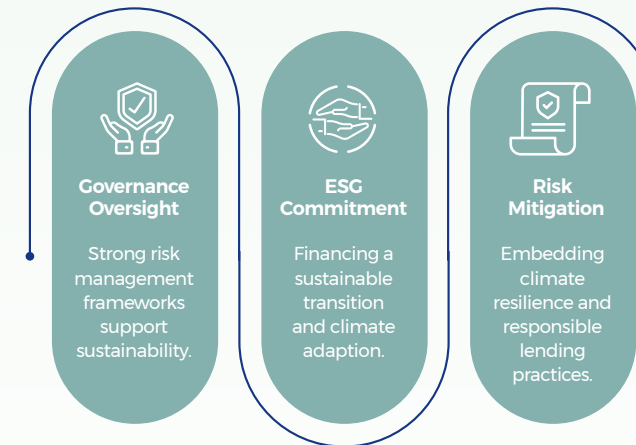 Governance
Oversight
Strong risk
management
frameworks
support
sustainability.
ESG
Commitment
Financing a
sustainable
transition
and climate
adaption.
Risk
Mitigation
Embedding
climate
resilience and
responsible
lending
practices.